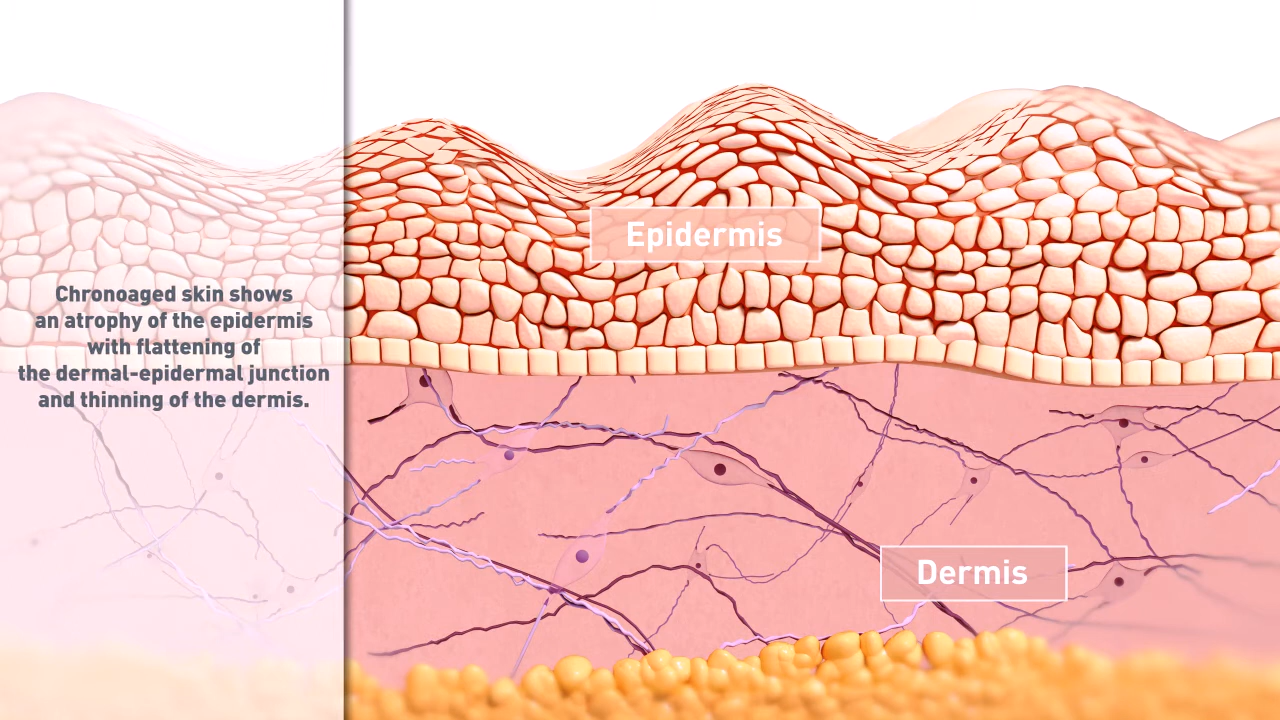 Chronoaged skin shows
an atrophy of the epidermis
with flattening of
the dermal-epidermal junction
and thinning of the dermis.
Epidermis
Dermis